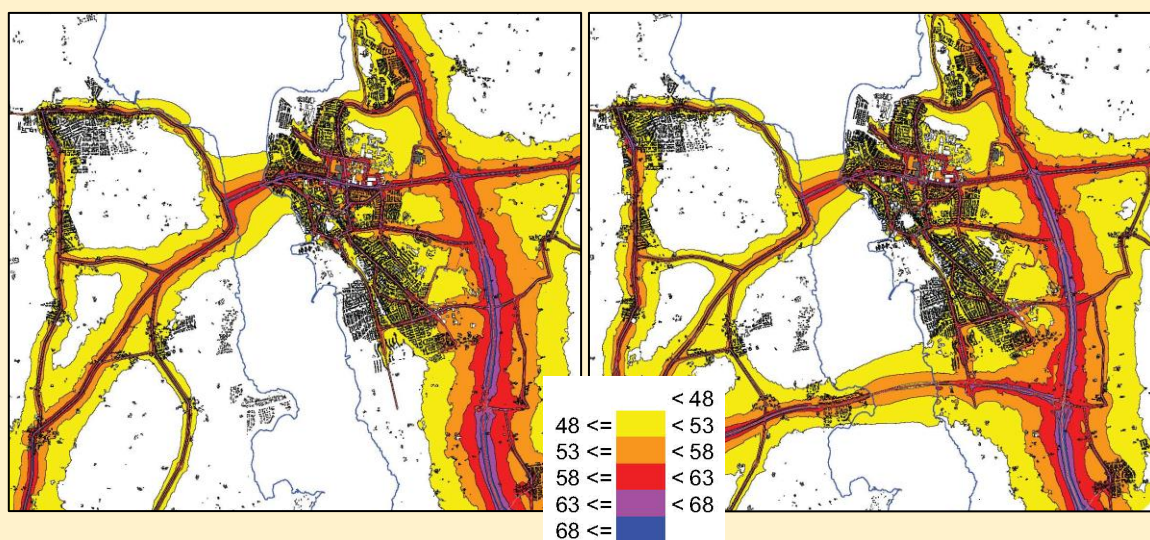 < 48
48 <= < 53
53 <= < 58
58 <= < 63
63 <= < 68
68 <=